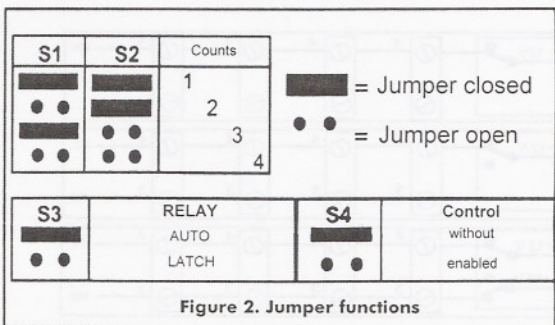 S1 S2 Counts
1
2
3
4
= Jumper closed
= Jumper open
S3 RELAY S4 Control
AUTO without
LATCH enabled
Figure 2. Jumper functions